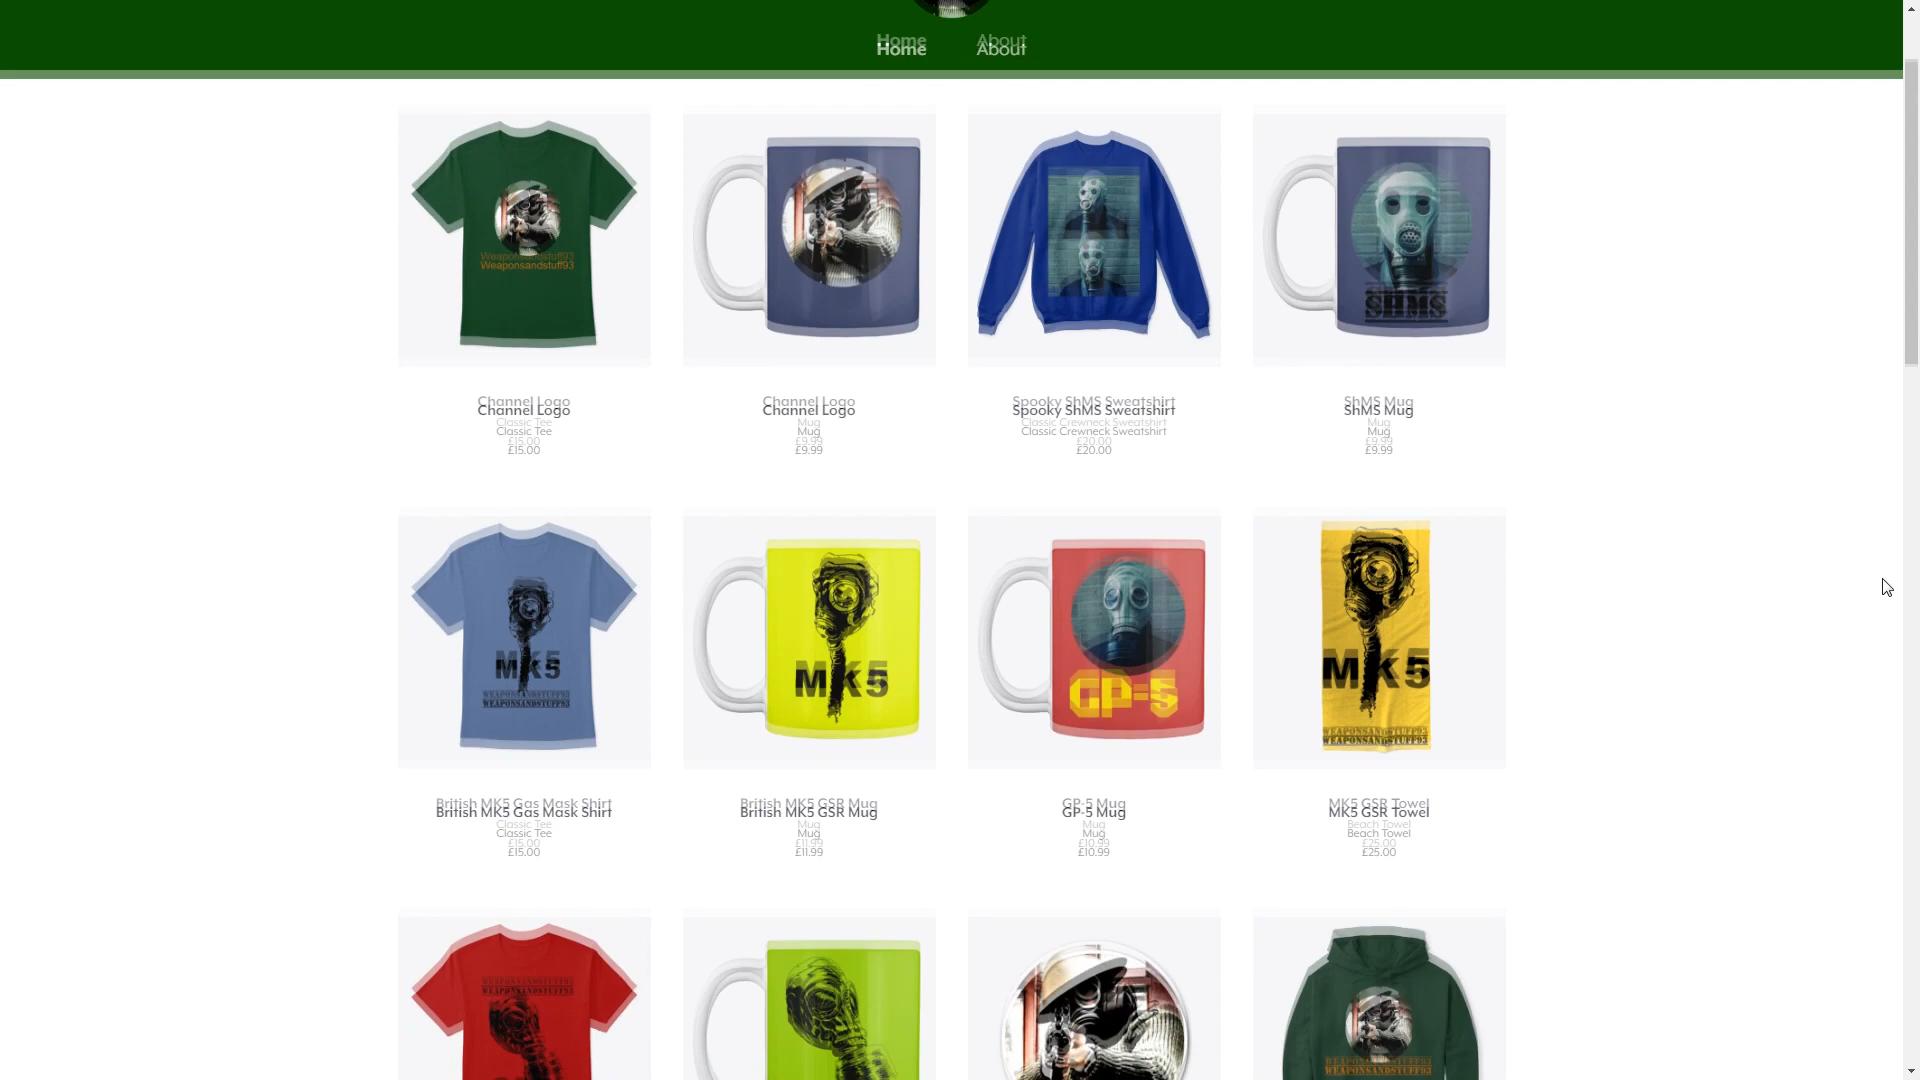 Home About
Weaponsandstuff93
SHMS
Channel Logo
Classic Tee
£15.00
Channel Logo
Mug
£9.99
Spooky ShMS Sweatshirt
Classic Crewneck Sweatshirt
£20.00
ShMS Mug
Mug
£9.99
MK5
WEAPONSANDSTUFF93
MK5
GP-5
MK5
WEAPONSANDSTUFF93
British MK5 Gas Mask Shirt
Classic Tee
£15.00
British MK5 GSR Mug
Mug
£11.99
GP-5 Mug
Mug
£10.99
MK5 GSR Towel
Beach Towel
£25.00
WEAPONSANDSTUFF93
WEAPONSANDSTUFF93